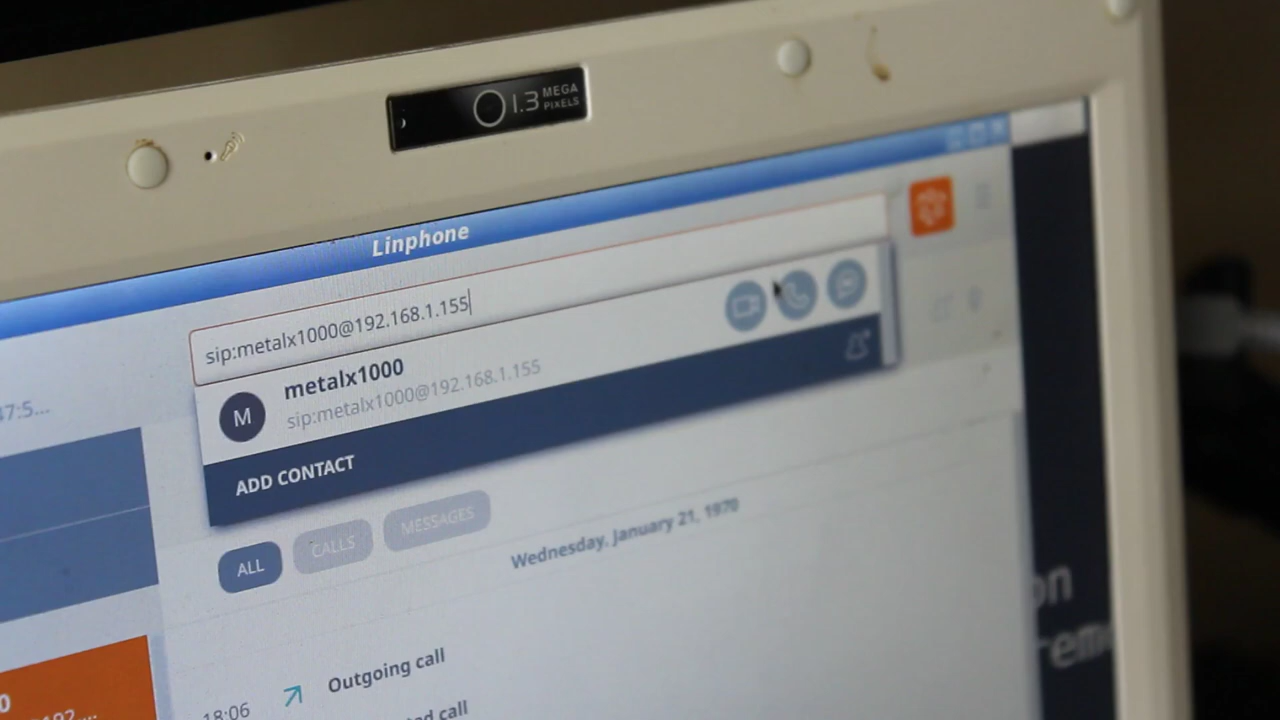 1.3 MEGA
PIXELS
Linphone
sip:metalx1000@192.168.1.155
metalx1000
M
sip:metalx1000@192.168.1.155
ADD CONTACT
ALL
CALLS
MESSAGES
Wednesday, January 21, 1970
18:06
Outgoing call
call